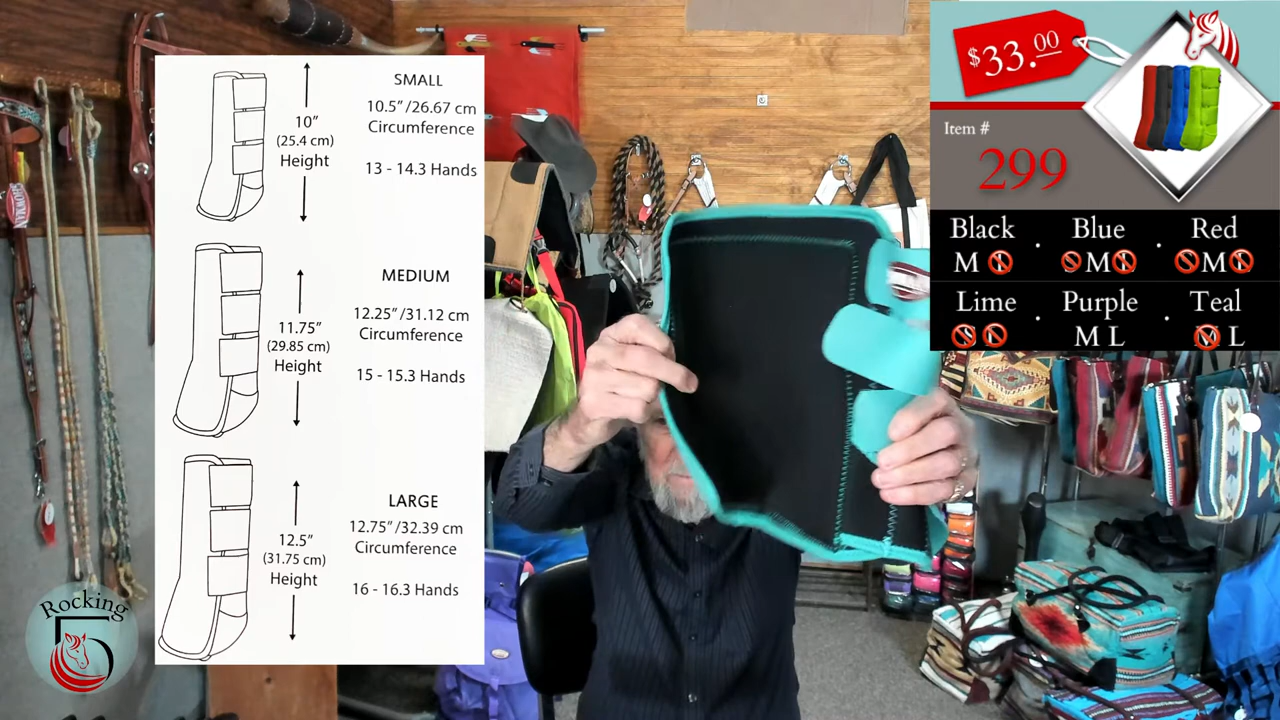 SMALL
10.5″/26.67 cm
Circumference
13 - 14.3 Hands
10″
(25.4 cm)
Height
MEDIUM
12.25″/31.12 cm
Circumference
15 - 15.3 Hands
11.75″
(29.85 cm)
Height
LARGE
12.75″/32.39 cm
Circumference
16 - 16.3 Hands
12.5″
(31.75 cm)
Height
Rocking
5
$33.00
Item #
299
Black · Blue · Red
M L S M L S M L
Lime · Purple · Teal
S L M L M L
SHOWMAN